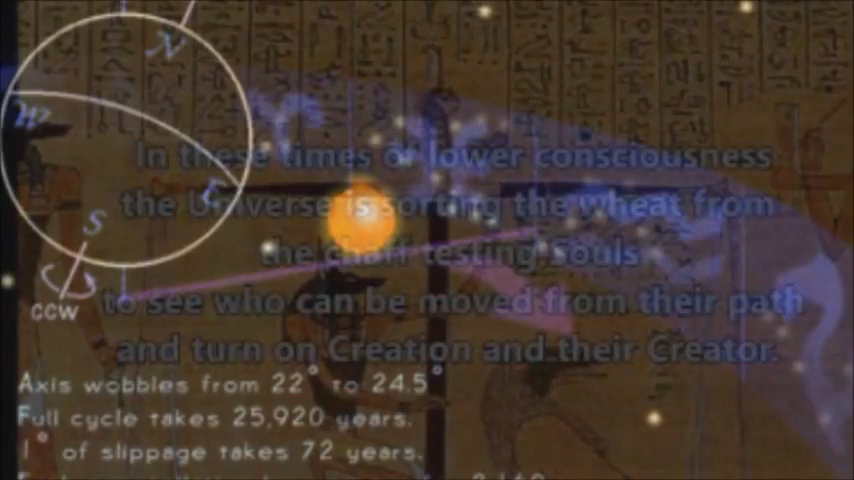 N
W
E
S
ccw
In these times of lower consciousness
the Universe is sorting the wheat from
the chaff testing Souls
to see who can be moved from their path
and turn on Creation and their Creator.
Axis wobbles from 22° to 24.5°
Full cycle takes 25,920 years.
1° of slippage takes 72 years.